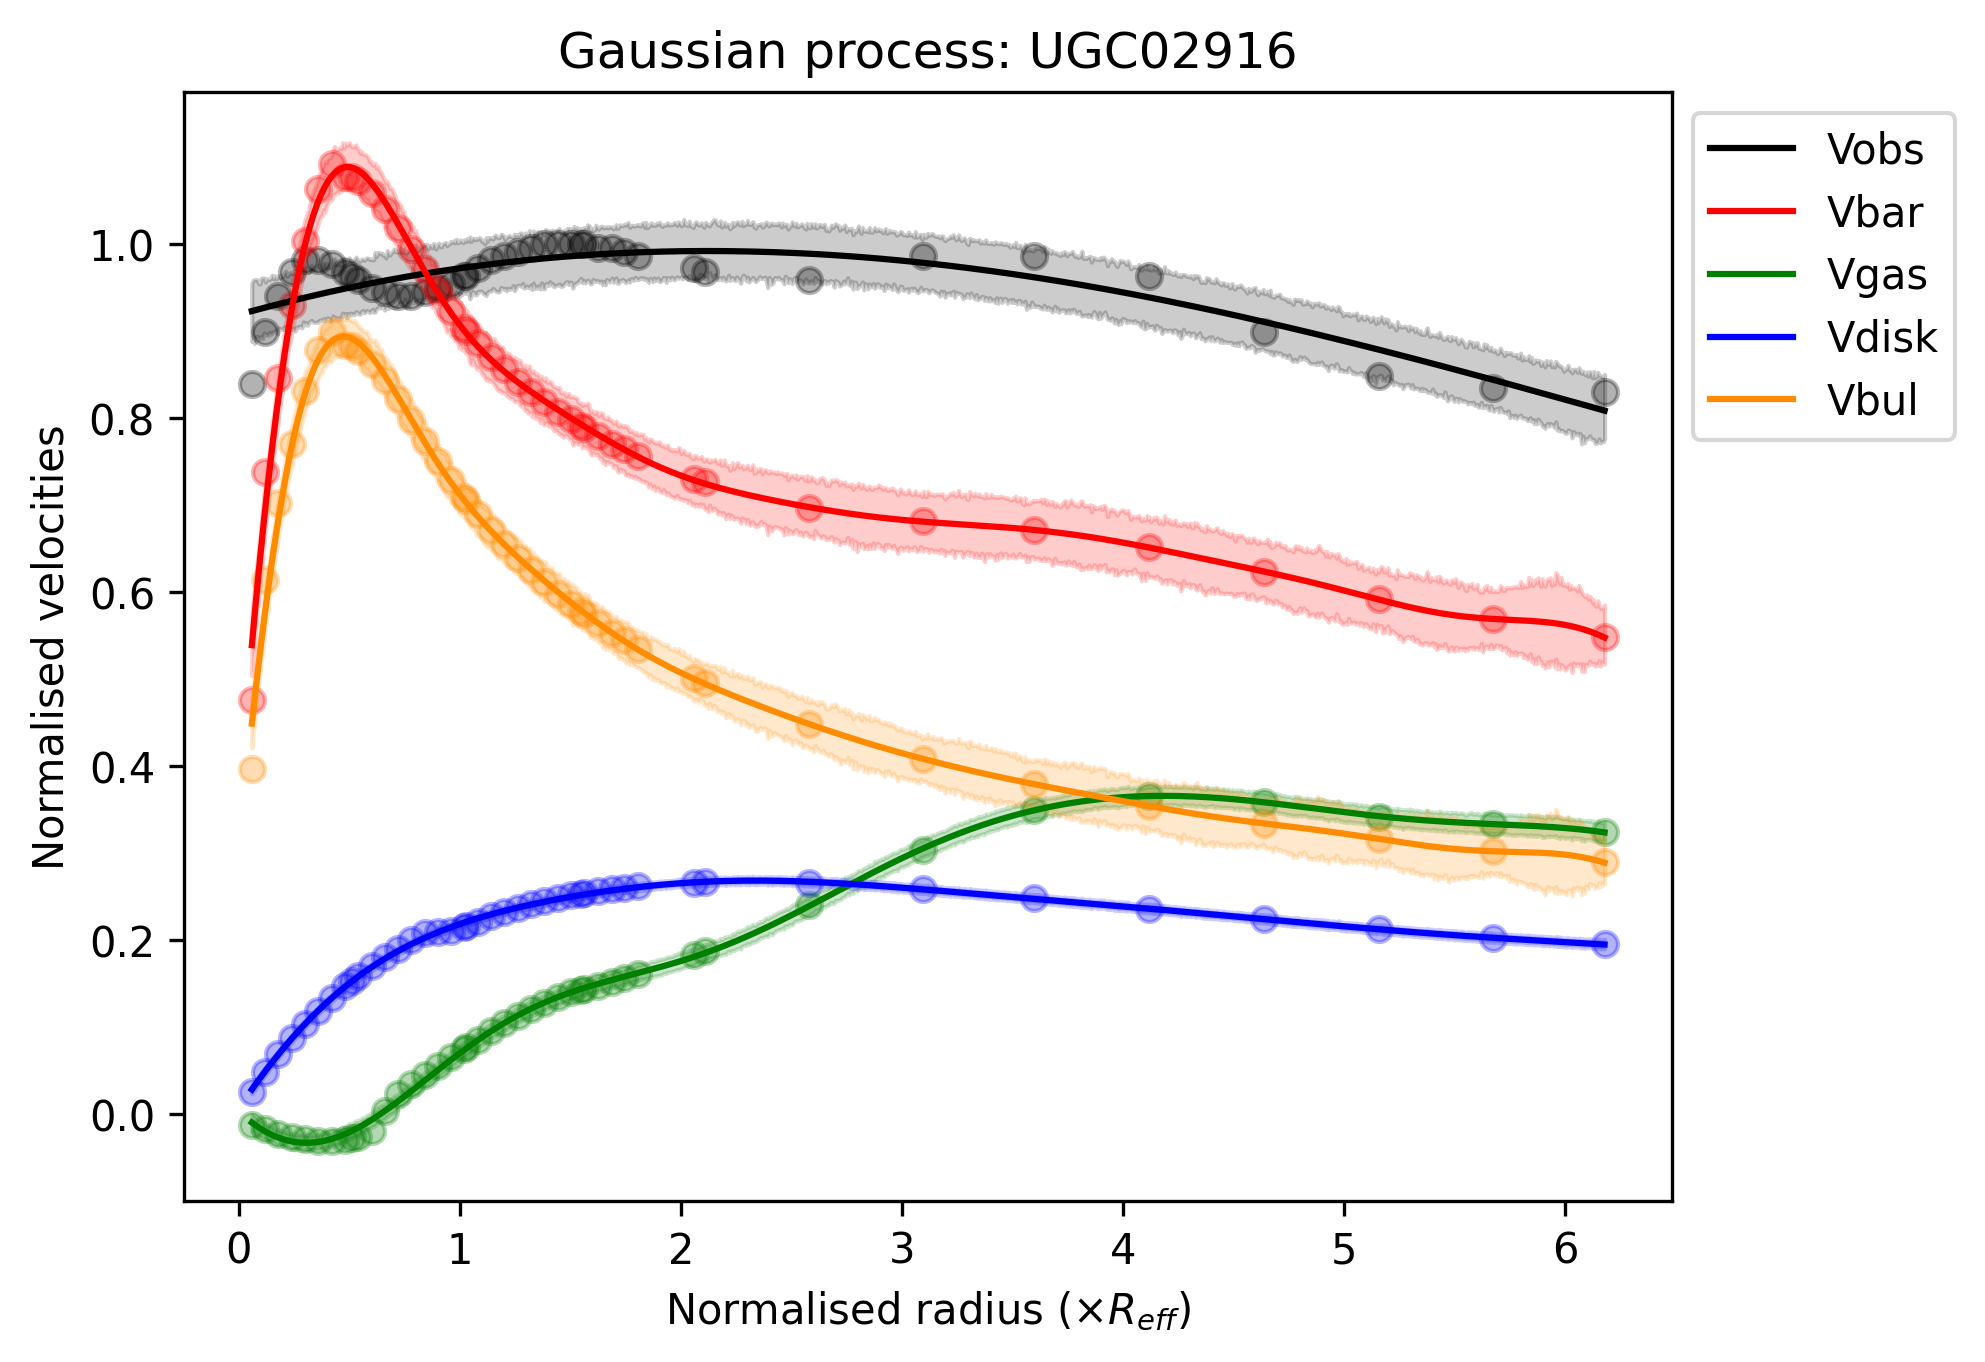 Gaussian process: UGC02916
Normalised velocities
1.0
0.8
0.6
0.4
0.2
0.0
0 1 2 3 4 5 6
Normalised radius (×R_eff)
Vobs
Vbar
Vgas
Vdisk
Vbul